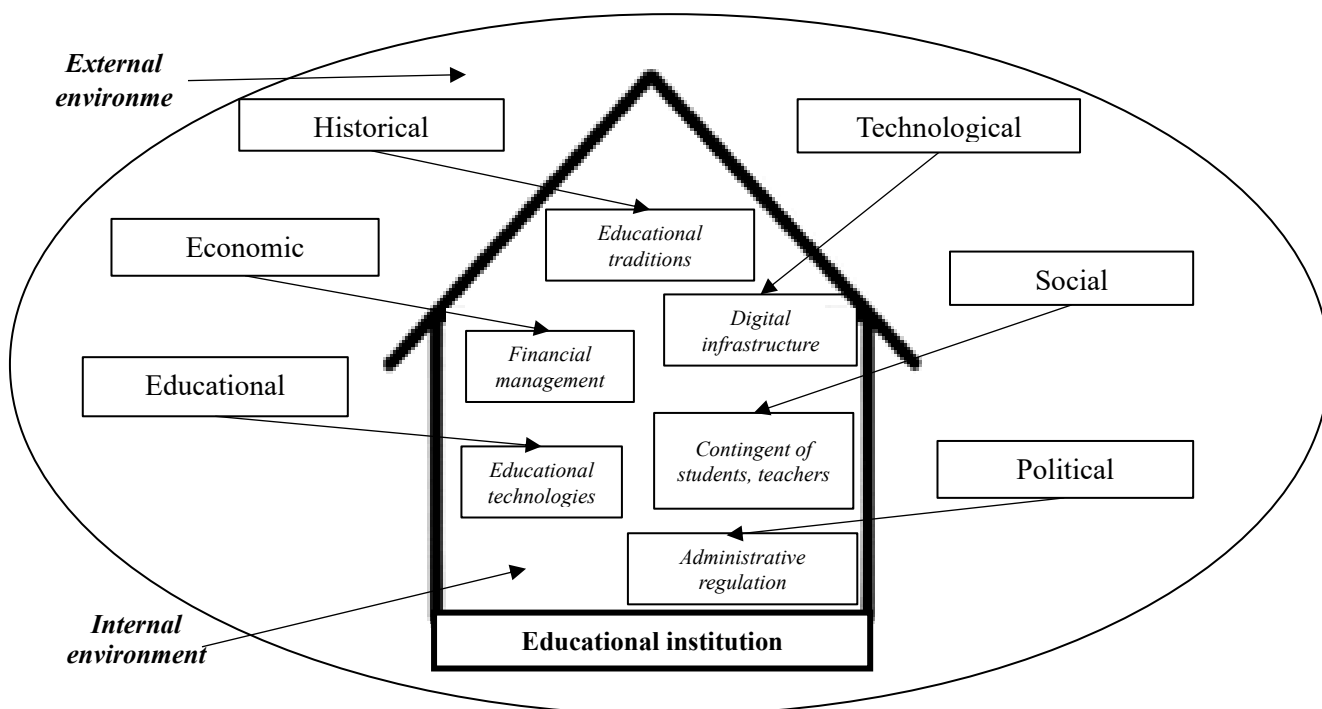 External
environme
Historical
Technological
Educational
traditions
Economic
Social
Digital
infrastructure
Financial
management
Educational
Contingent of
students, teachers
Educational
technologies
Political
Administrative
regulation
Internal
environment
Educational institution